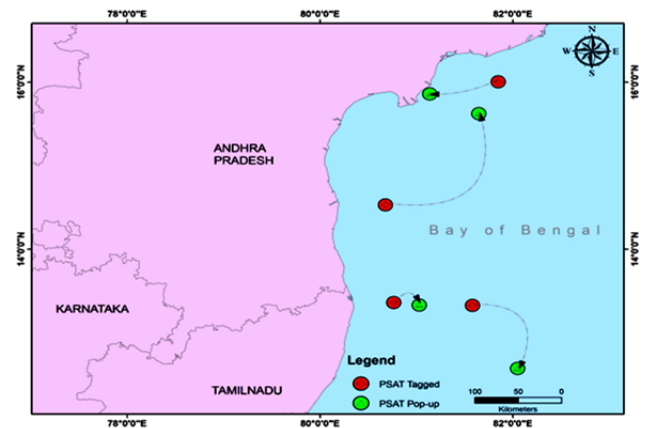 78°0'0"E 80°0'0"E 82°0'0"E
N
W E
S
16°0'0"N 16°0'0"N
ANDHRA
PRADESH
Bay of Bengal
14°0'0"N 14°0'0"N
KARNATAKA
Legend
PSAT Tagged
TAMILNADU
100 50 0
PSAT Pop-up
Kilometers
78°0'0"E 80°0'0"E 82°0'0"E